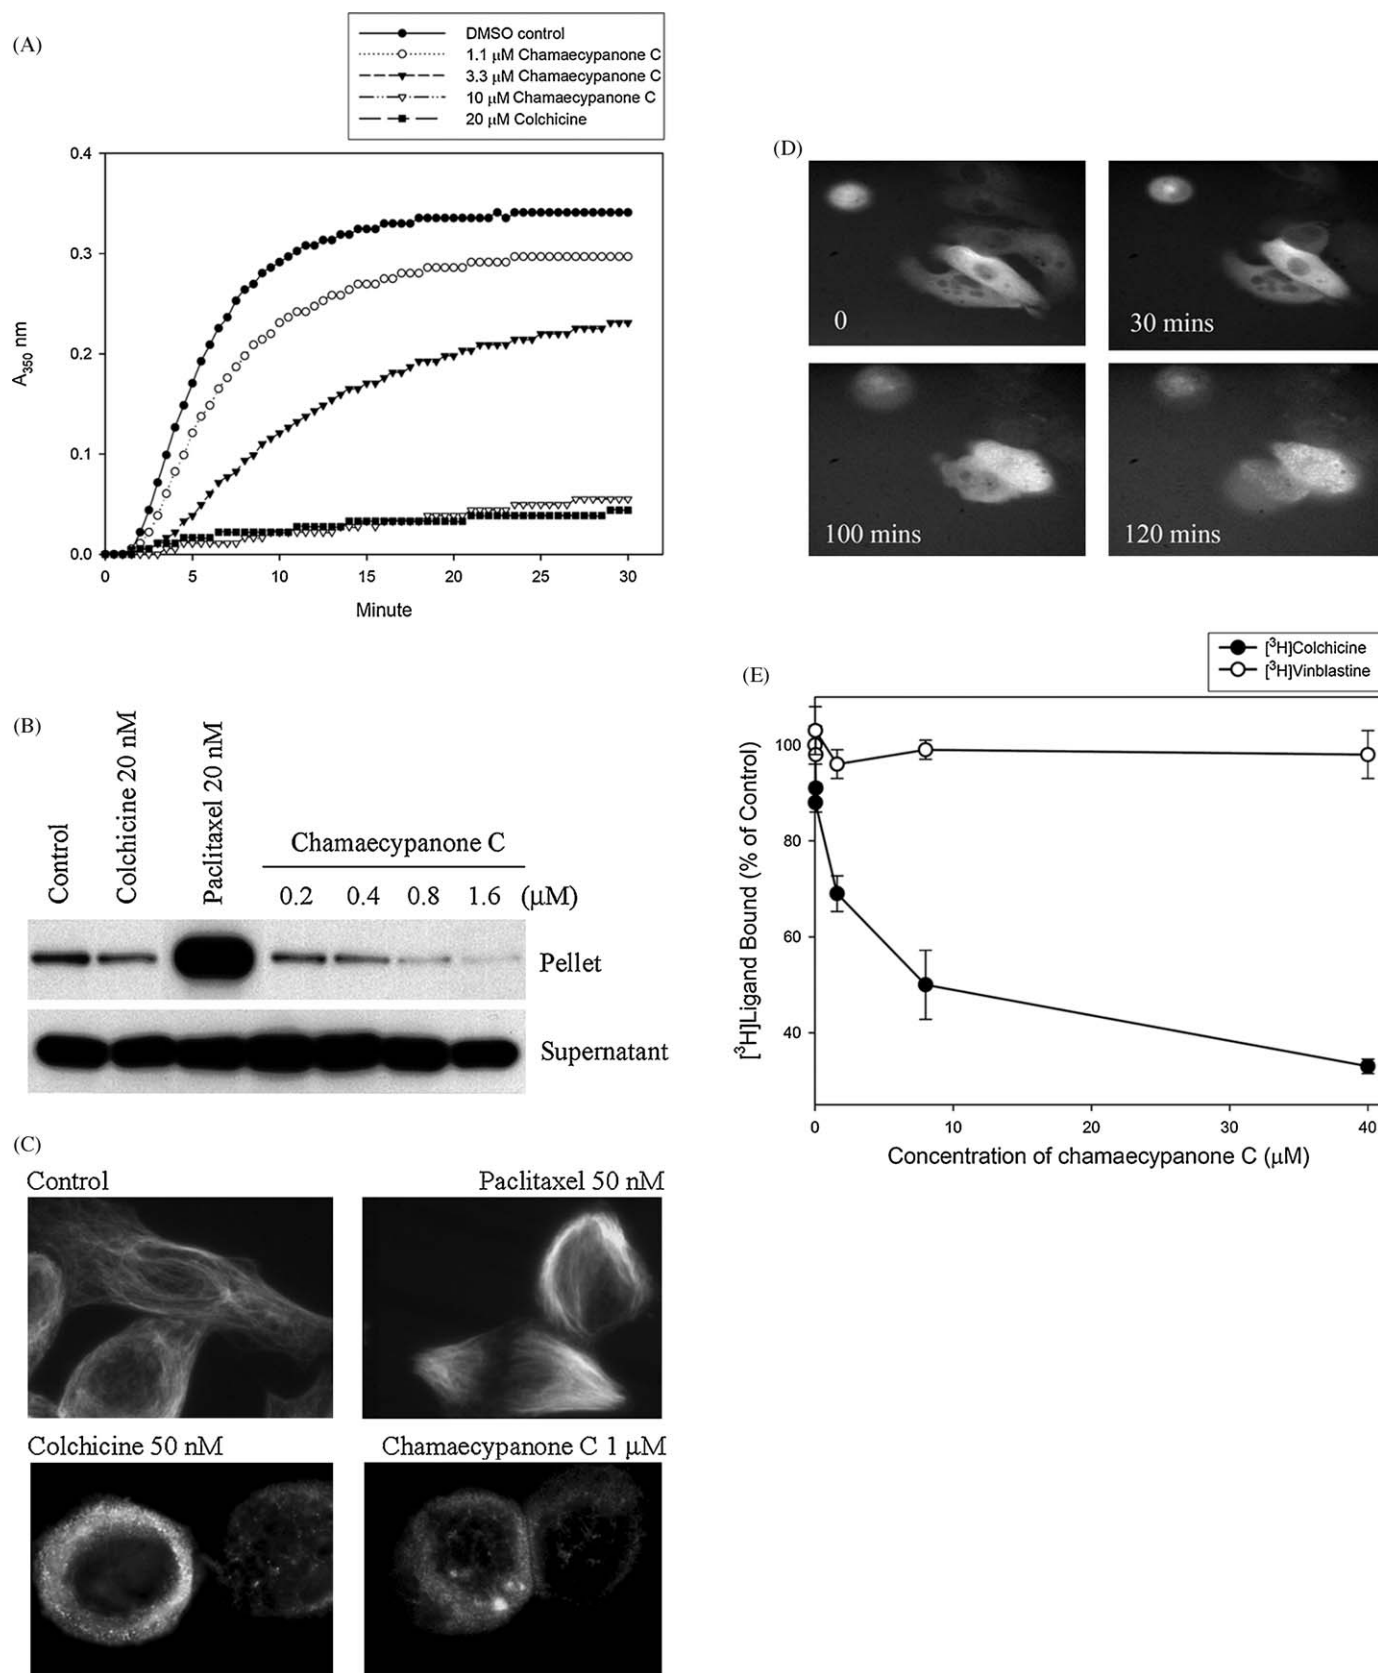 (A)
DMSO control
1.1 µM Chamaecypanone C
3.3 µM Chamaecypanone C
10 µM Chamaecypanone C
20 µM Colchicine
0.4
0.3
0.2
0.1
0.0
A350 nm
0 5 10 15 20 25 30
Minute
(B)
Control
Colchicine 20 nM
Paclitaxel 20 nM
Chamaecypanone C
0.2 0.4 0.8 1.6 (µM)
Pellet
Supernatant
(C)
Control
Paclitaxel 50 nM
Colchicine 50 nM
Chamaecypanone C 1 µM
(D)
0
30 mins
100 mins
120 mins
(E)
[³H]Colchicine
[³H]Vinblastine
100
80
60
40
[³H]Ligand Bound (% of Control)
0 10 20 30 40
Concentration of chamaecypanone C (µM)